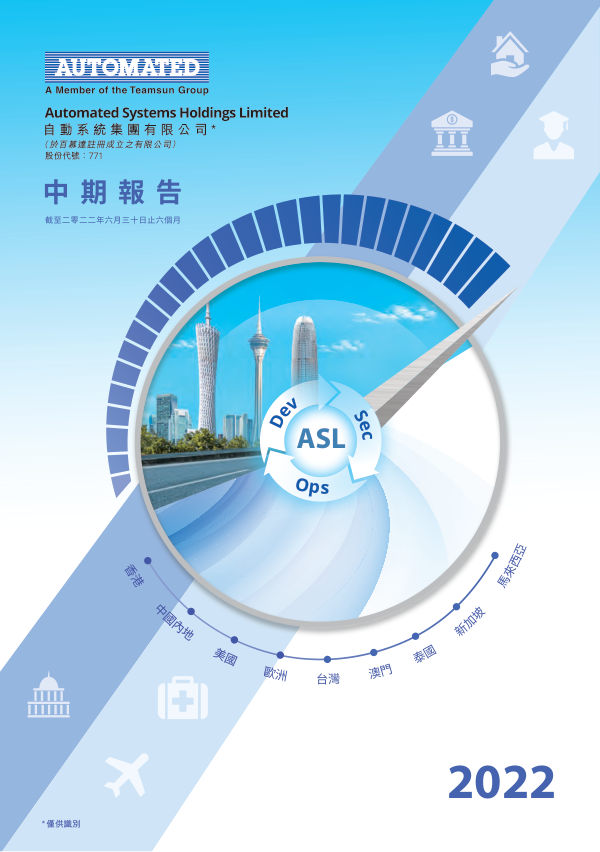 AUTOMATED
A Member of the Teamsun Group
Automated Systems Holdings Limited
自動系統集團有限公司*
(於百慕達註冊成立之有限公司)
股份代號：771
中期報告
截至二零二二年六月三十日止六個月
Dev
Sec
ASL
Ops
香港
中國內地
美國
歐洲
台灣
澳門
泰國
新加坡
馬來西亞
2022
* 僅供識別